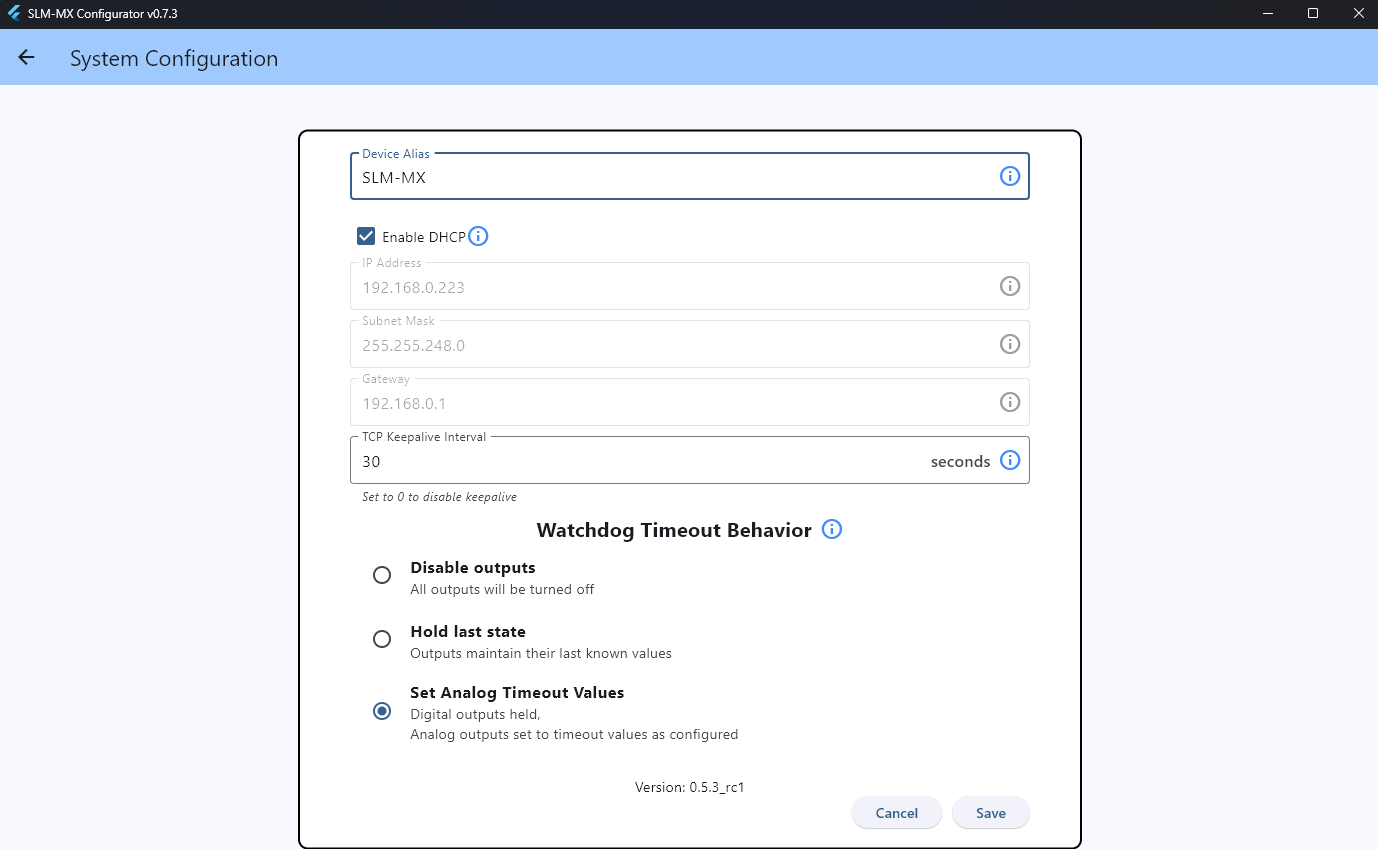 SLM-MX Configurator v0.7.3
System Configuration
Device Alias
SLM-MX
Enable DHCP
IP Address
192.168.0.223
Subnet Mask
255.255.248.0
Gateway
192.168.0.1
TCP Keepalive Interval
30 seconds
Set to 0 to disable keepalive
Watchdog Timeout Behavior
Disable outputs
All outputs will be turned off
Hold last state
Outputs maintain their last known values
Set Analog Timeout Values
Digital outputs held,
Analog outputs set to timeout values as configured
Version: 0.5.3_rc1
Cancel Save